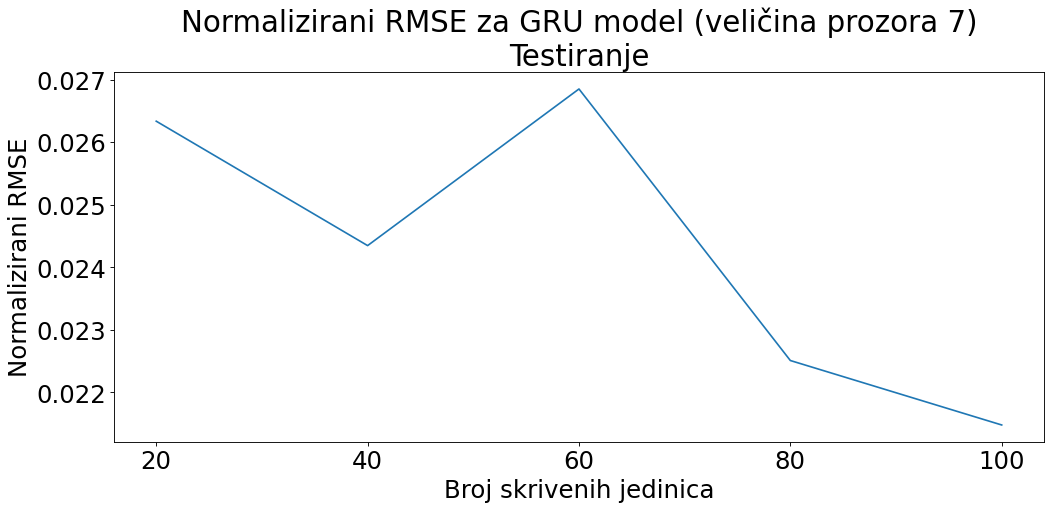 Normalizirani RMSE za GRU model (veličina prozora 7)
Testiranje
Normalizirani RMSE
0.027
0.026
0.025
0.024
0.023
0.022
20 40 60 80 100
Broj skrivenih jedinica